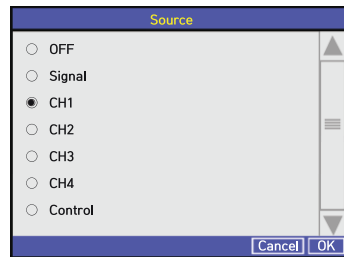 Source
OFF
Signal
CH1
CH2
CH3
CH4
Control
Cancel OK